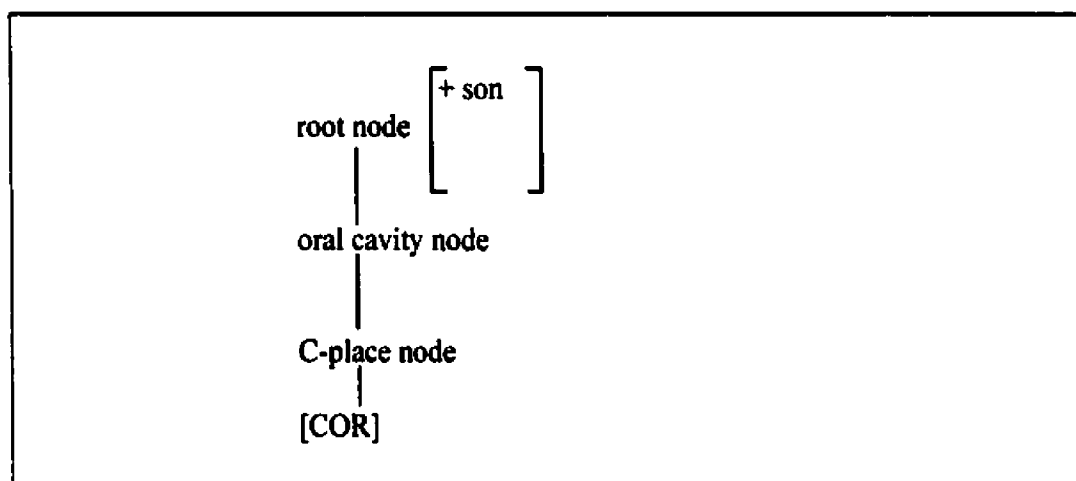 + son
root node
oral cavity node
C-place node
[COR]